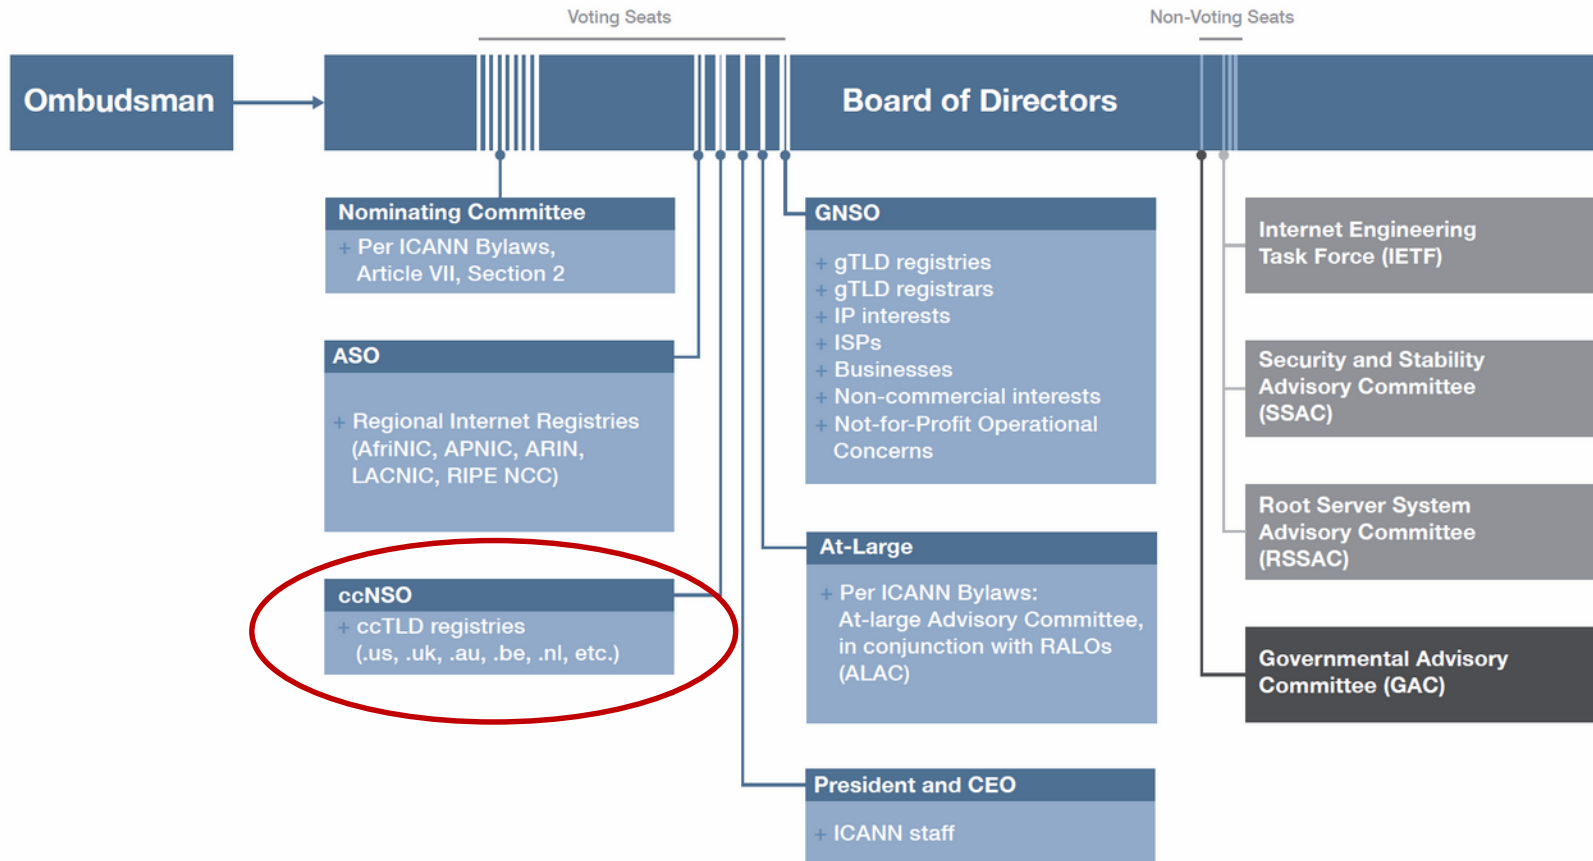 Voting Seats
Non-Voting Seats
Ombudsman
Board of Directors
Nominating Committee
+ Per ICANN Bylaws,
Article VII, Section 2
ASO
+ Regional Internet Registries
(AfriNIC, APNIC, ARIN,
LACNIC, RIPE NCC)
ccNSO
+ ccTLD registries
(.us, .uk, .au, .be, .nl, etc.)
GNSO
+ gTLD registries
+ gTLD registrars
+ IP interests
+ ISPs
+ Businesses
+ Non-commercial interests
+ Not-for-Profit Operational
Concerns
At-Large
+ Per ICANN Bylaws:
At-large Advisory Committee,
in conjunction with RALOs
(ALAC)
President and CEO
+ ICANN staff
Internet Engineering
Task Force (IETF)
Security and Stability
Advisory Committee
(SSAC)
Root Server System
Advisory Committee
(RSSAC)
Governmental Advisory
Committee (GAC)